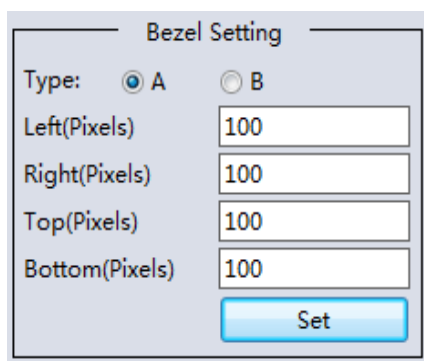 Bezel Setting
Type: A B
Left(Pixels) 100
Right(Pixels) 100
Top(Pixels) 100
Bottom(Pixels) 100
Set